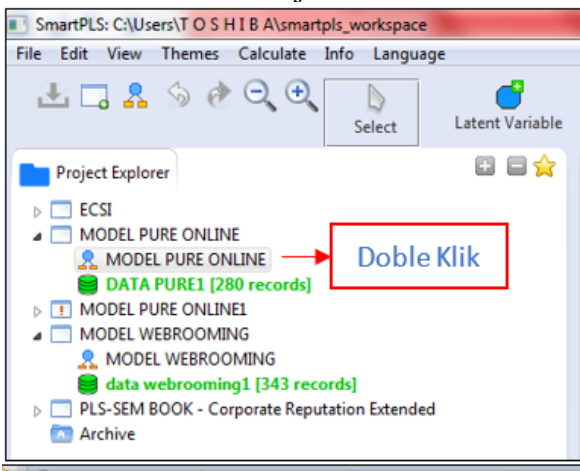 SmartPLS: C:\Users\T O S H I B A\smartpls_workspace
File Edit View Themes Calculate Info Language
Select
Latent Variable
Project Explorer
ECSI
MODEL PURE ONLINE
MODEL PURE ONLINE
Doble Klik
DATA PURE1 [280 records]
MODEL PURE ONLINE1
MODEL WEBROOMING
MODEL WEBROOMING
data webrooming1 [343 records]
PLS-SEM BOOK - Corporate Reputation Extended
Archive